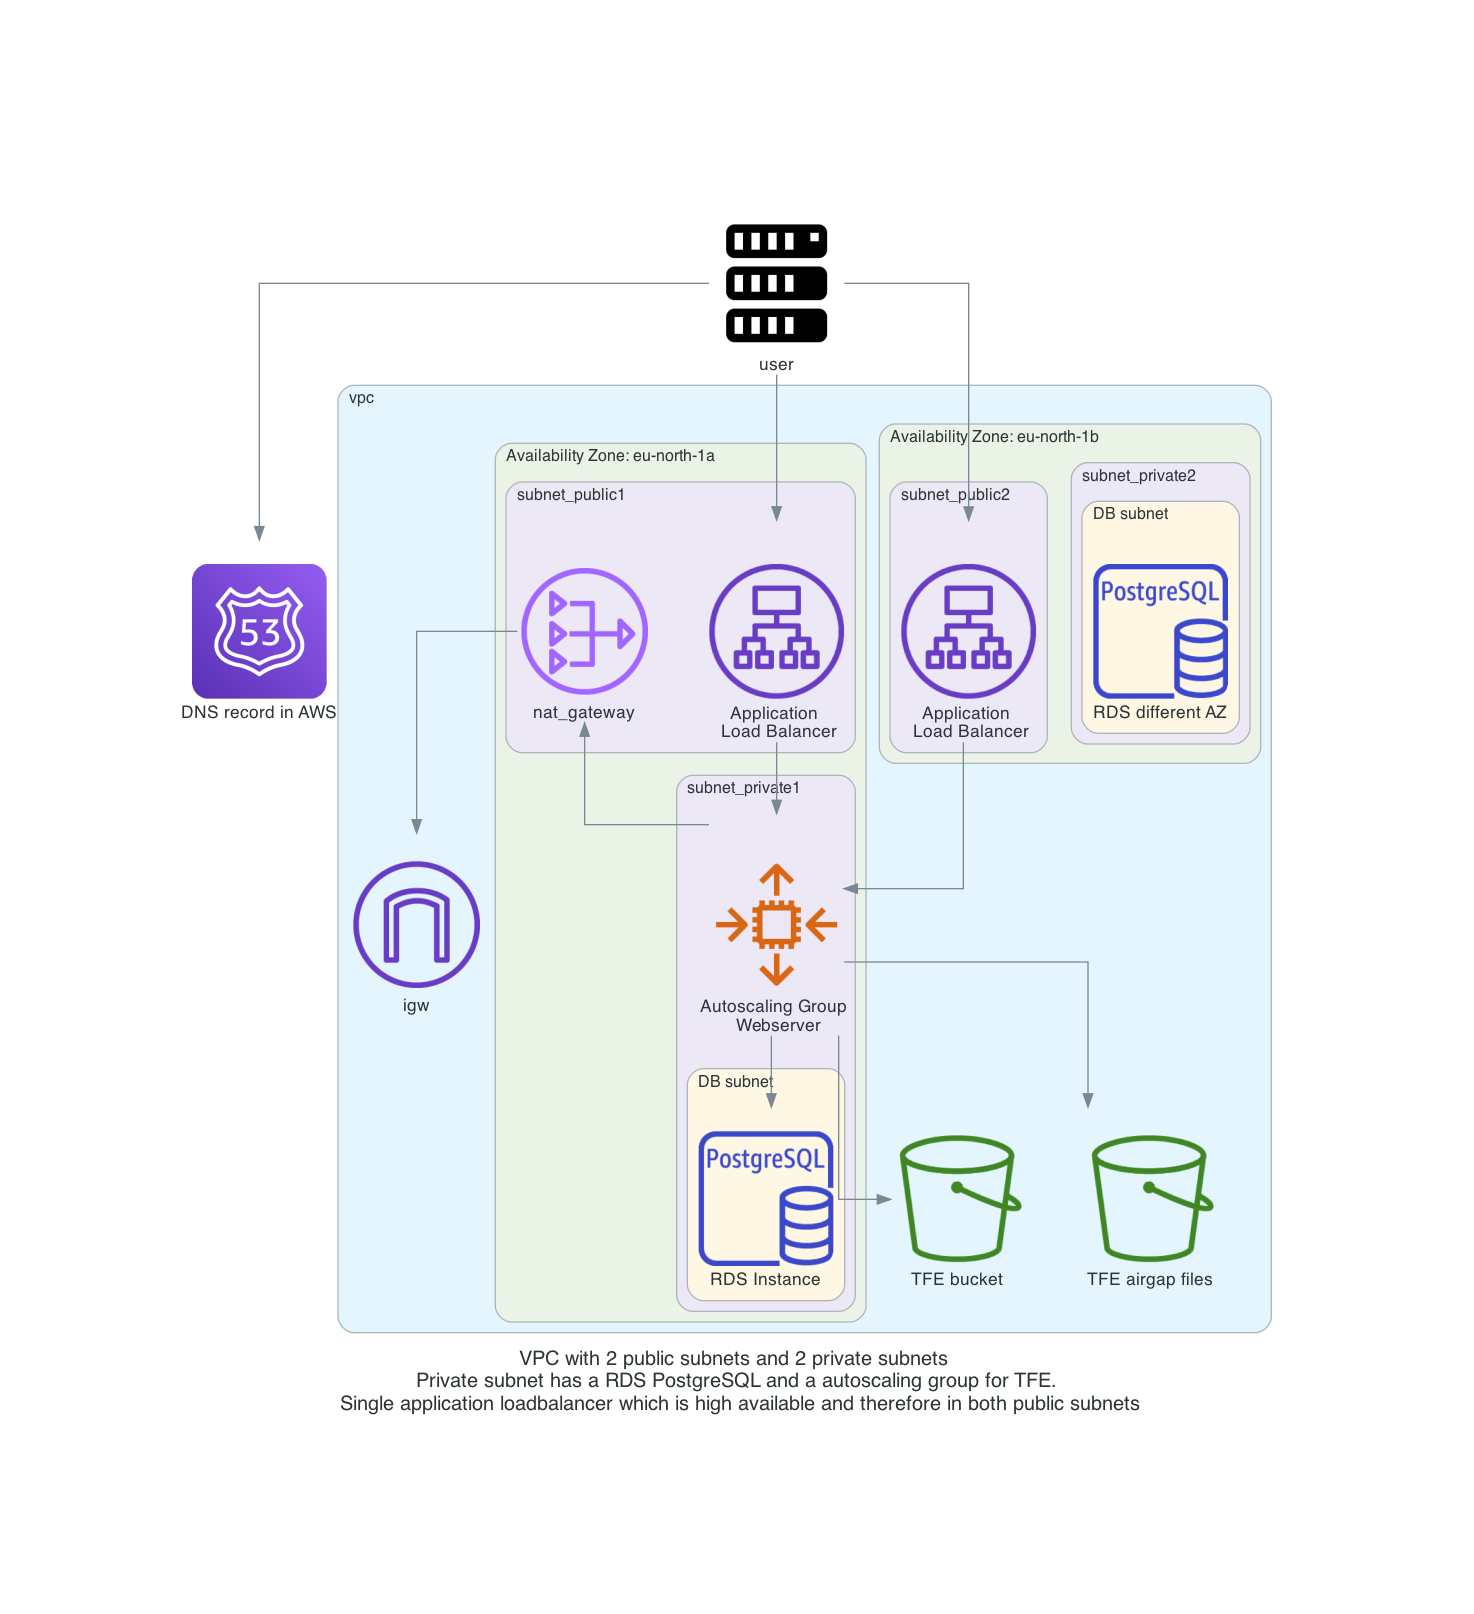 user
vpc
Availability Zone: eu-north-1b
Availability Zone: eu-north-1a
subnet_private2
subnet_public1
subnet_public2
DB subnet
PostgreSQL
53
DNS record in AWS
nat_gateway
Application
Load Balancer
Application
Load Balancer
RDS different AZ
subnet_private1
igw
Autoscaling Group
Webserver
DB subnet
PostgreSQL
RDS Instance
TFE bucket
TFE airgap files
VPC with 2 public subnets and 2 private subnets
Private subnet has a RDS PostgreSQL and a autoscaling group for TFE.
Single application loadbalancer which is high available and therefore in both public subnets